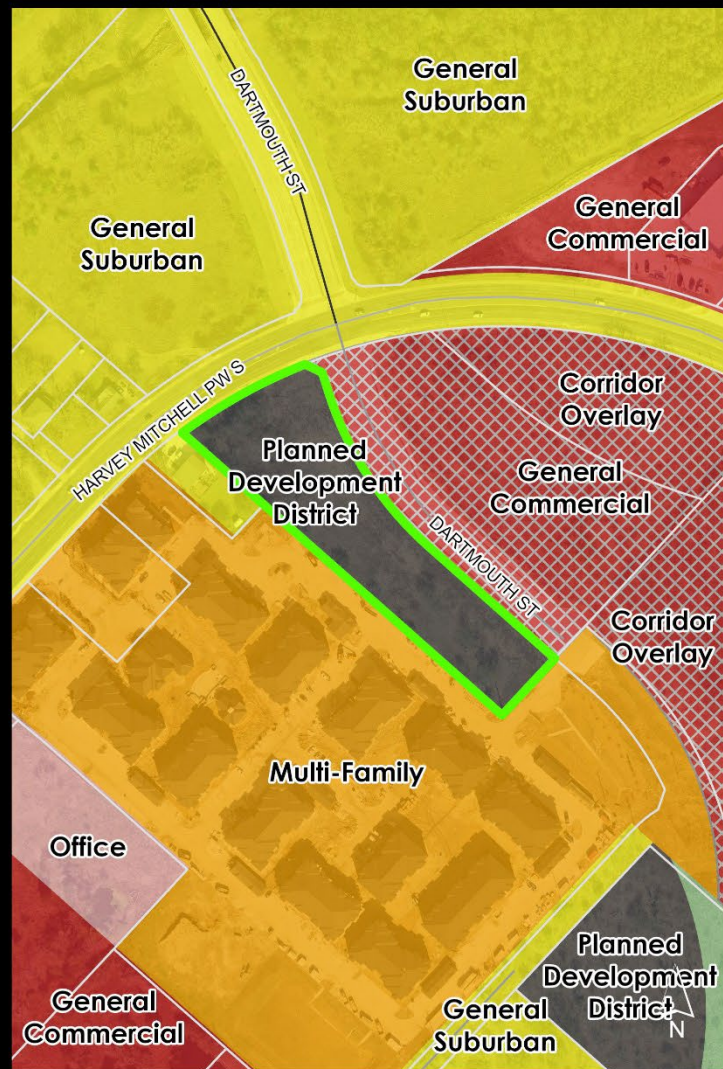 General
Suburban
DARTMOUTH ST
General
Commercial
General
Suburban
HARVEY MITCHELL PW S
Corridor
Overlay
Planned
Development
District
General
Commercial
DARTMOUTH ST
Corridor
Overlay
Multi-Family
Office
Planned
Development
District
General
Commercial
General
Suburban
N